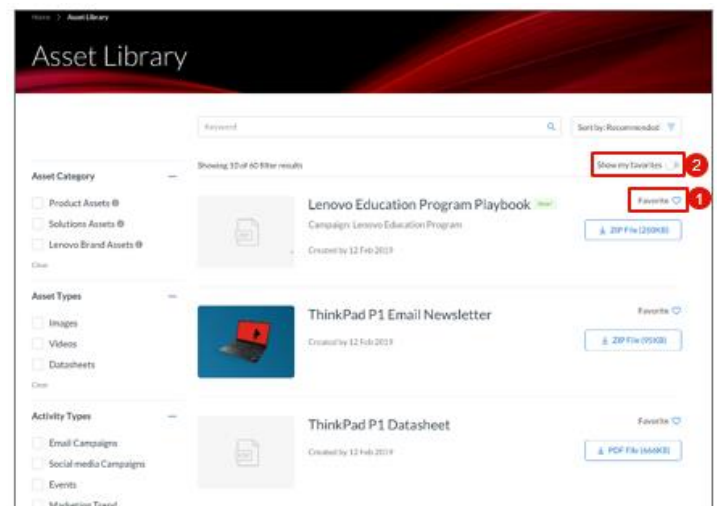 Home > Asset Library
Asset Library
Keyword
Sort by: Recommended
Showing 10 of 60 filter results
Show my favorites
2
Asset Category
Product Assets
Solutions Assets
Lenovo Brand Assets
Clear
Asset Types
Images
Videos
Datasheets
Clear
Activity Types
Email Campaigns
Social media Campaigns
Events
Marketing Trend
Lenovo Education Program Playbook New
Campaign: Lenovo Education Program
Created by 12 Feb 2019
Favorite
1
ZIP File (280KB)
ThinkPad P1 Email Newsletter
Created by 12 Feb 2019
Favorite
ZIP File (95KB)
ThinkPad P1 Datasheet
Created by 12 Feb 2019
Favorite
PDF File (666KB)